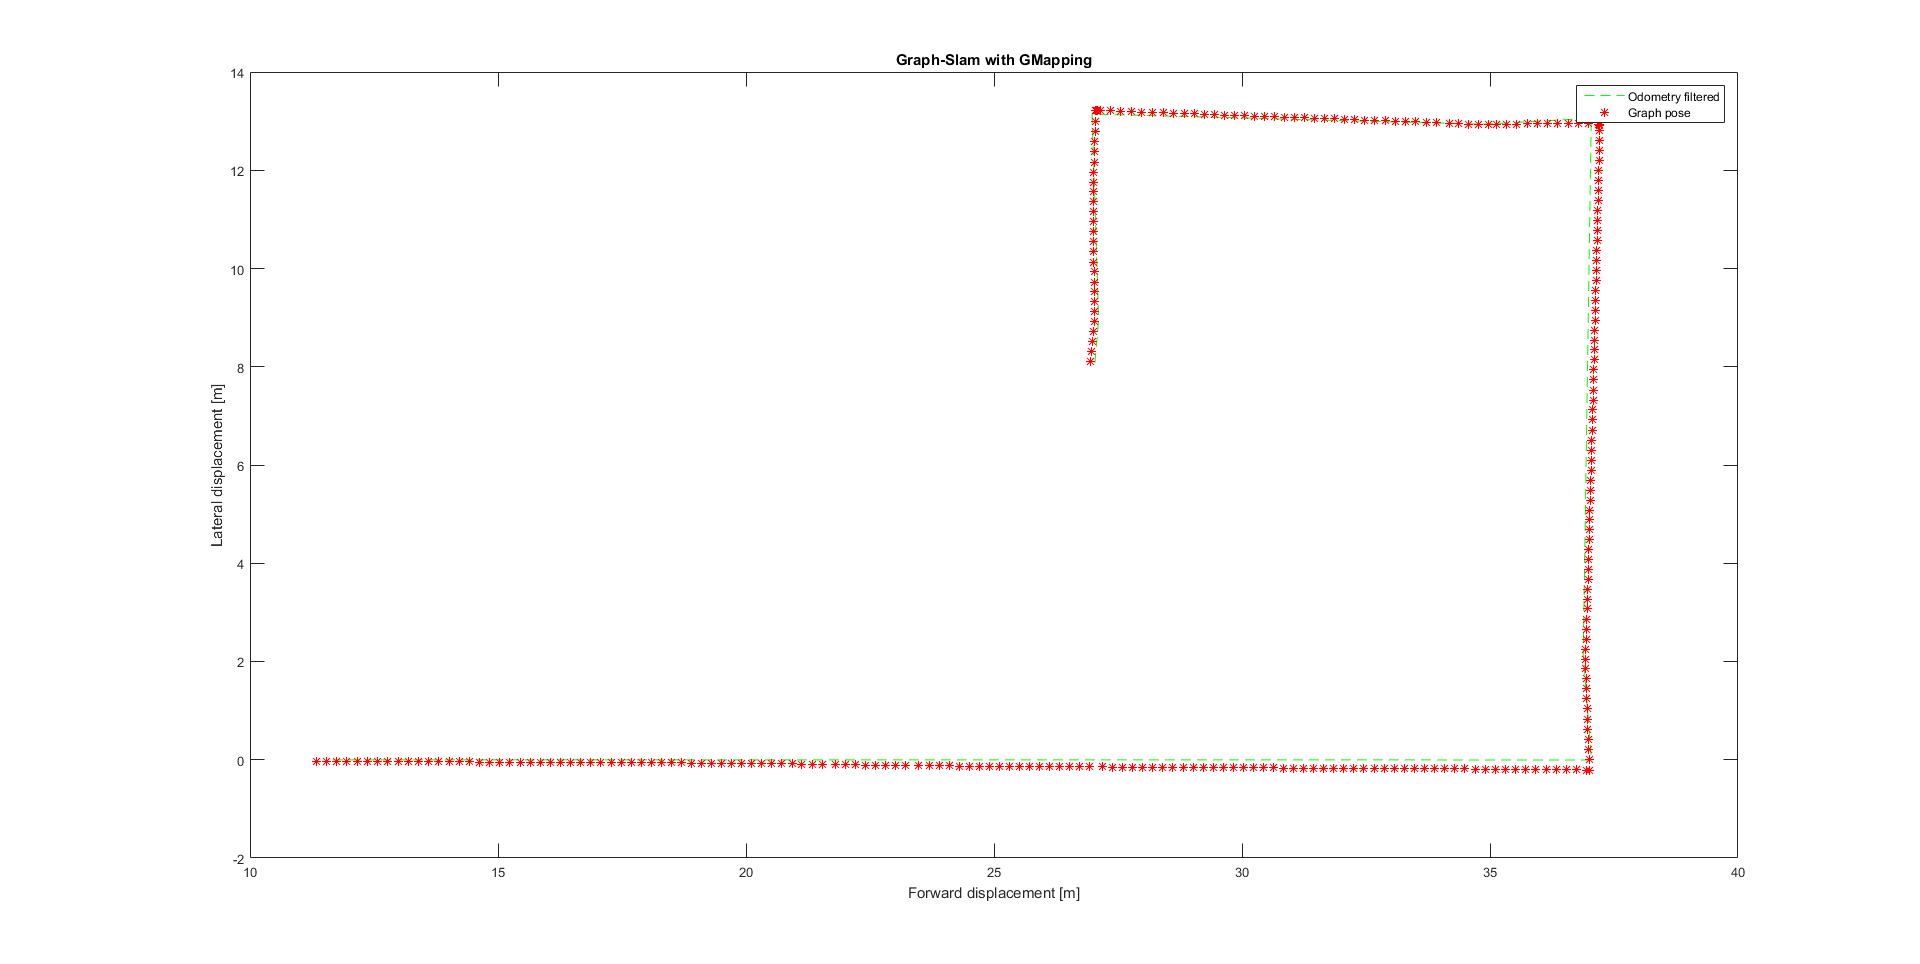 Graph-Slam with GMapping
14
12
10
8
6
4
2
0
-2
Lateral displacement [m]
Odometry filtered
Graph pose
10 15 20 25 30 35 40
Forward displacement [m]